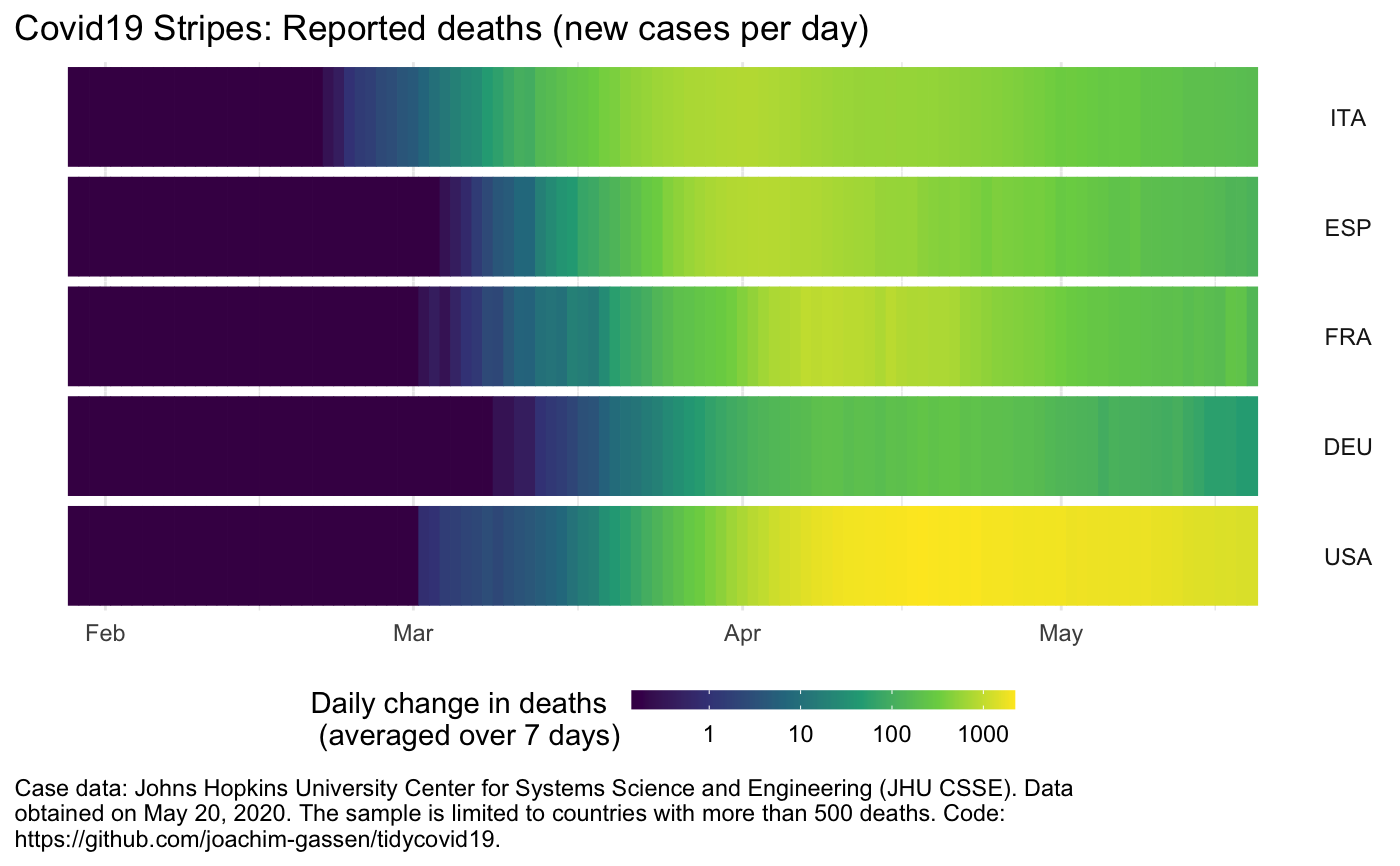 Covid19 Stripes: Reported deaths (new cases per day)
ITA
ESP
FRA
DEU
USA
Feb Mar Apr May
Daily change in deaths
(averaged over 7 days)
1 10 100 1000
Case data: Johns Hopkins University Center for Systems Science and Engineering (JHU CSSE). Data
obtained on May 20, 2020. The sample is limited to countries with more than 500 deaths. Code:
https://github.com/joachim-gassen/tidycovid19.